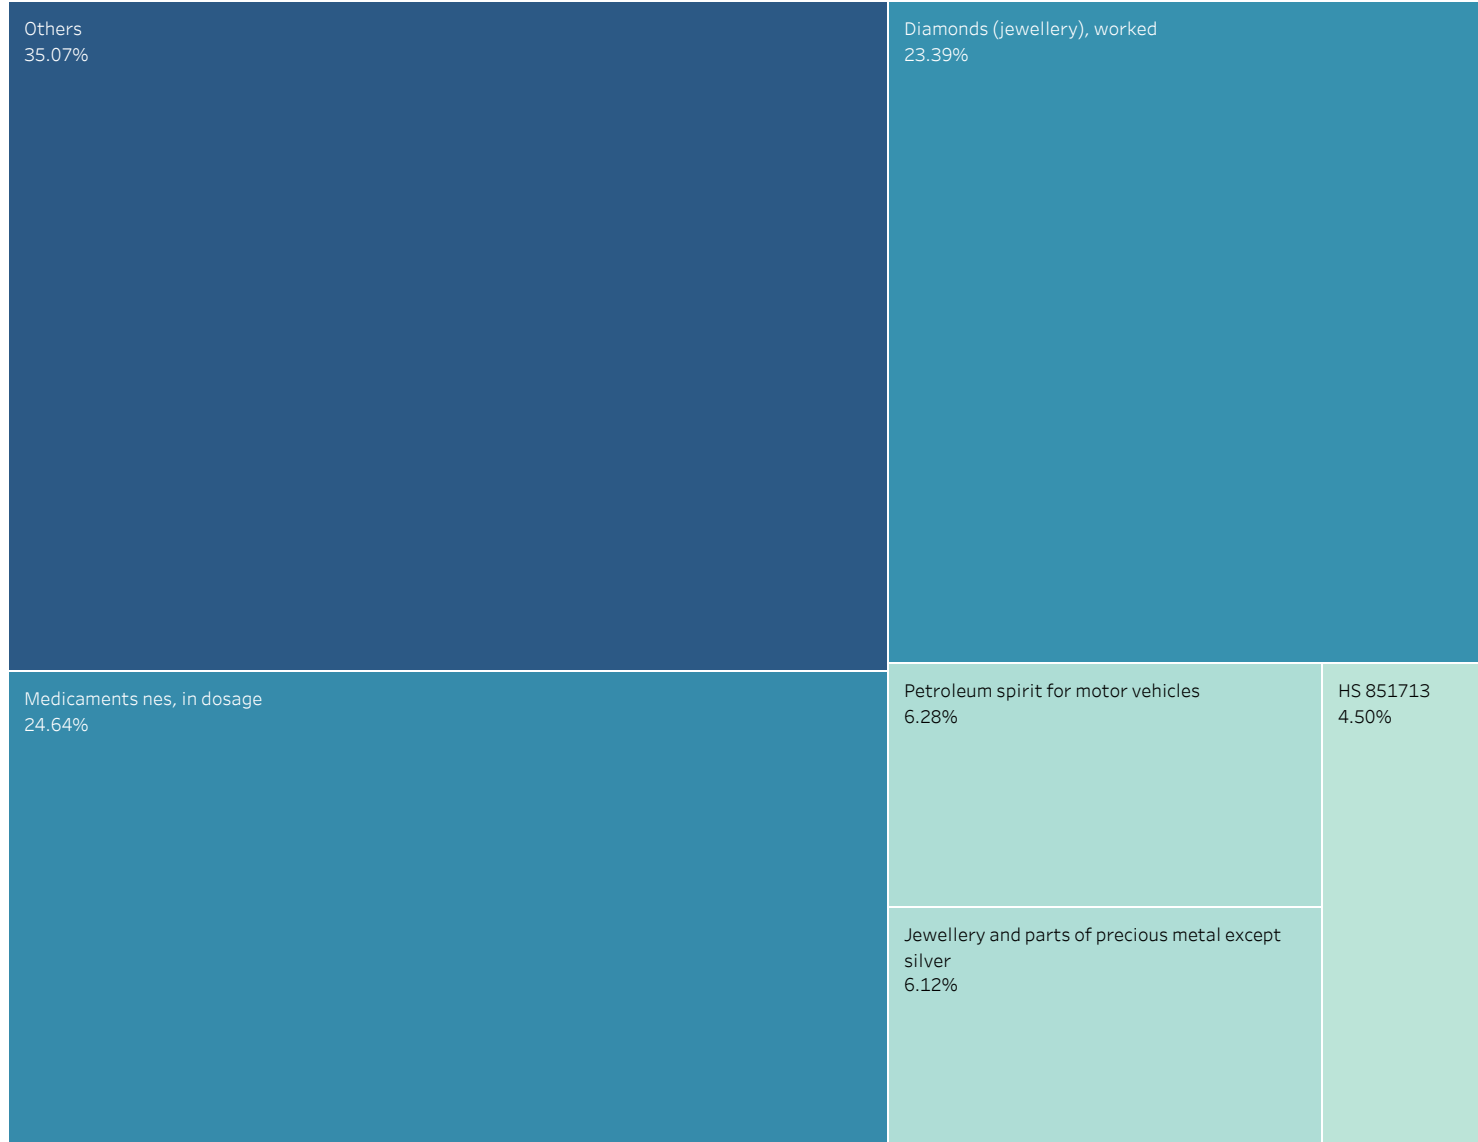 Others
35.07%
Diamonds (jewellery), worked
23.39%
Medicaments nes, in dosage
24.64%
Petroleum spirit for motor vehicles
6.28%
HS 851713
4.50%
Jewellery and parts of precious metal except
silver
6.12%